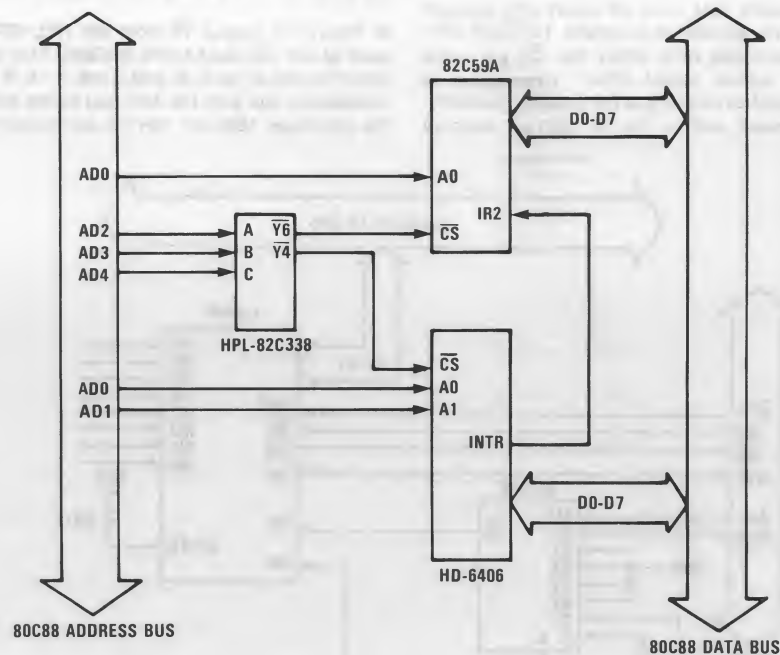 82C59A
D0-D7
AD0
A0
IR2
AD2
A
Y6
CS
AD3
B
Y4
AD4
C
HPL-82C338
CS
AD0
A0
AD1
A1
INTR
D0-D7
HD-6406
80C88 ADDRESS BUS
80C88 DATA BUS